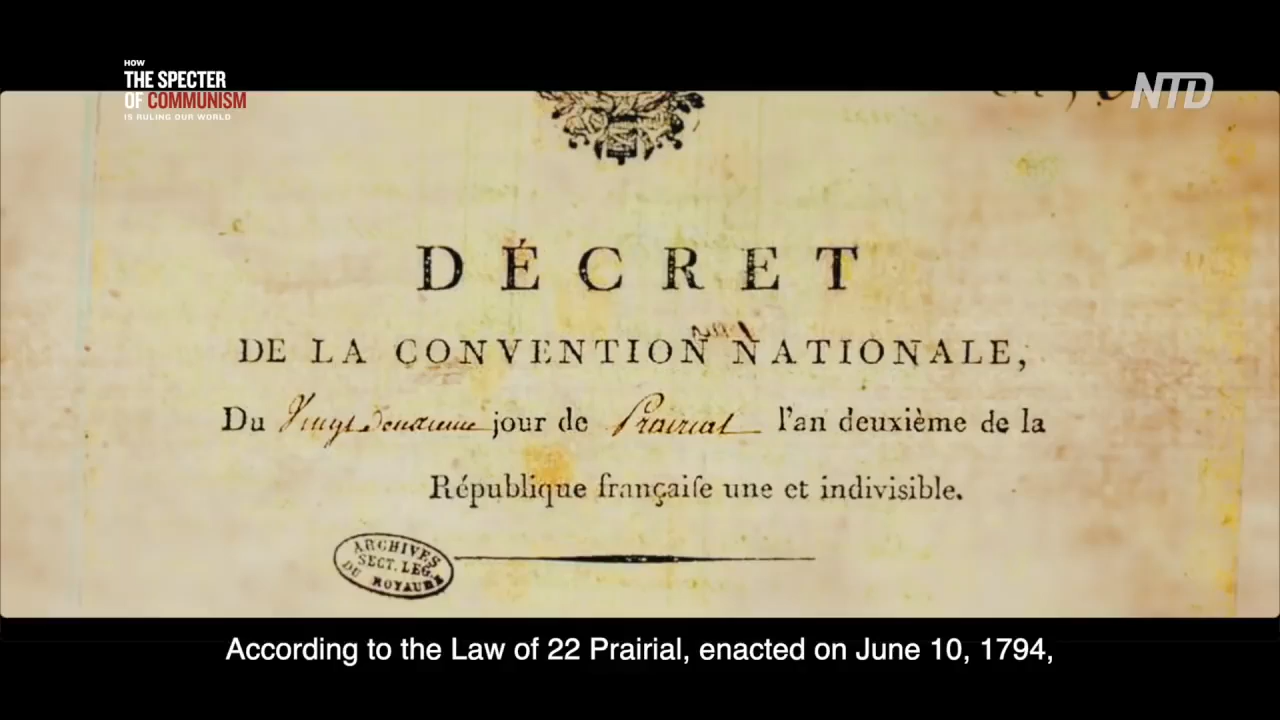 HOW
THE SPECTER
OF COMMUNISM
IS RULING OUR WORLD
NTD
DÉCRET
DE LA CONVENTION NATIONALE,
Du Vingt deuxieme jour de Prairial l'an deuxième de la
République françaiſe une et indivisible.
ARCHIVES
SECT. LEG.
DU ROYAUME
According to the Law of 22 Prairial, enacted on June 10, 1794,